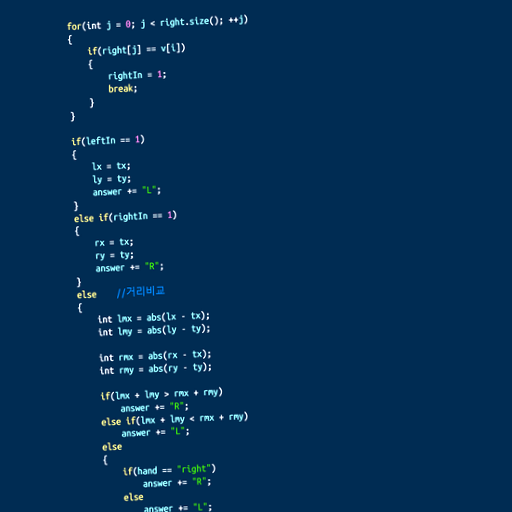 for(int j = 0; j < right.size(); ++j)
{
if(right[j] == v[i])
{
rightIn = 1;
break;
}
}
if(leftIn == 1)
{
lx = tx;
ly = ty;
answer += "L";
}
else if(rightIn == 1)
{
rx = tx;
ry = ty;
answer += "R";
}
else //거리비교
{
int lmx = abs(lx - tx);
int lmy = abs(ly - ty);
int rmx = abs(rx - tx);
int rmy = abs(ry - ty);
if(lmx + lmy > rmx + rmy)
answer += "R";
else if(lmx + lmy < rmx + rmy)
answer += "L";
else
{
if(hand == "right")
answer += "R";
else
answer += "L";